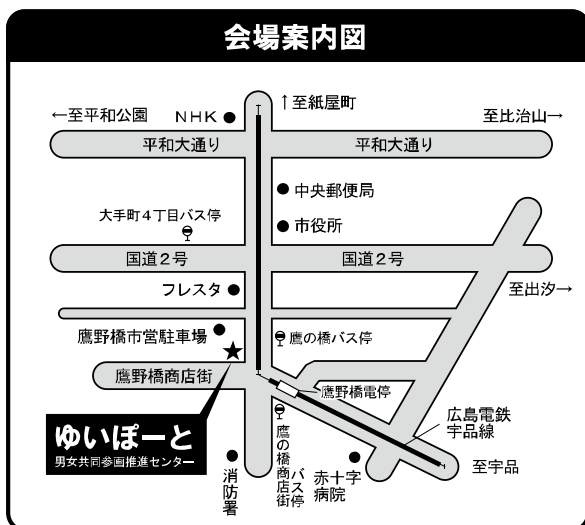 会場案内図
↑至紙屋町
←至平和公園
NHK
至比治山→
平和大通り
平和大通り
中央郵便局
大手町4丁目バス停
市役所
国道2号
国道2号
フレスタ
至出汐→
鷹野橋市営駐車場
鷹の橋バス停
鷹野橋商店街
鷹野橋電停
広島電鉄
宇品線
ゆいぽーと
男女共同参画推進センター
消防署
鷹の橋商店街
バス停
赤十字
病院
至宇品